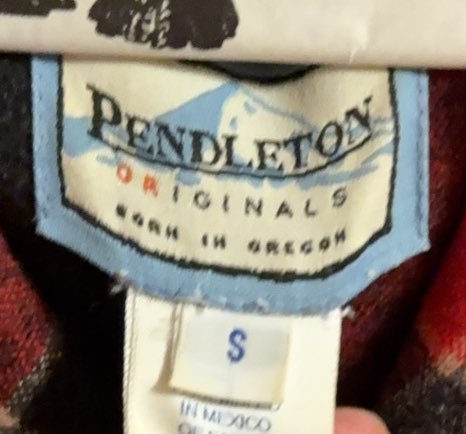 PENDLETON
ORIGINALS
BORN IN OREGON
S
IN MEXICO